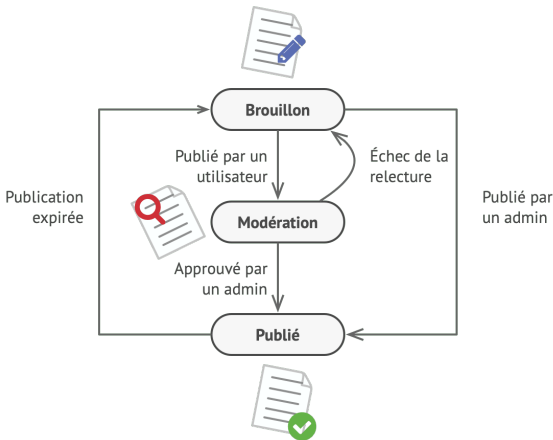 Brouillon
Publié par un
utilisateur
Échec de la
relecture
Publication
expirée
Publié par
un admin
Modération
Approuvé par
un admin
Publié